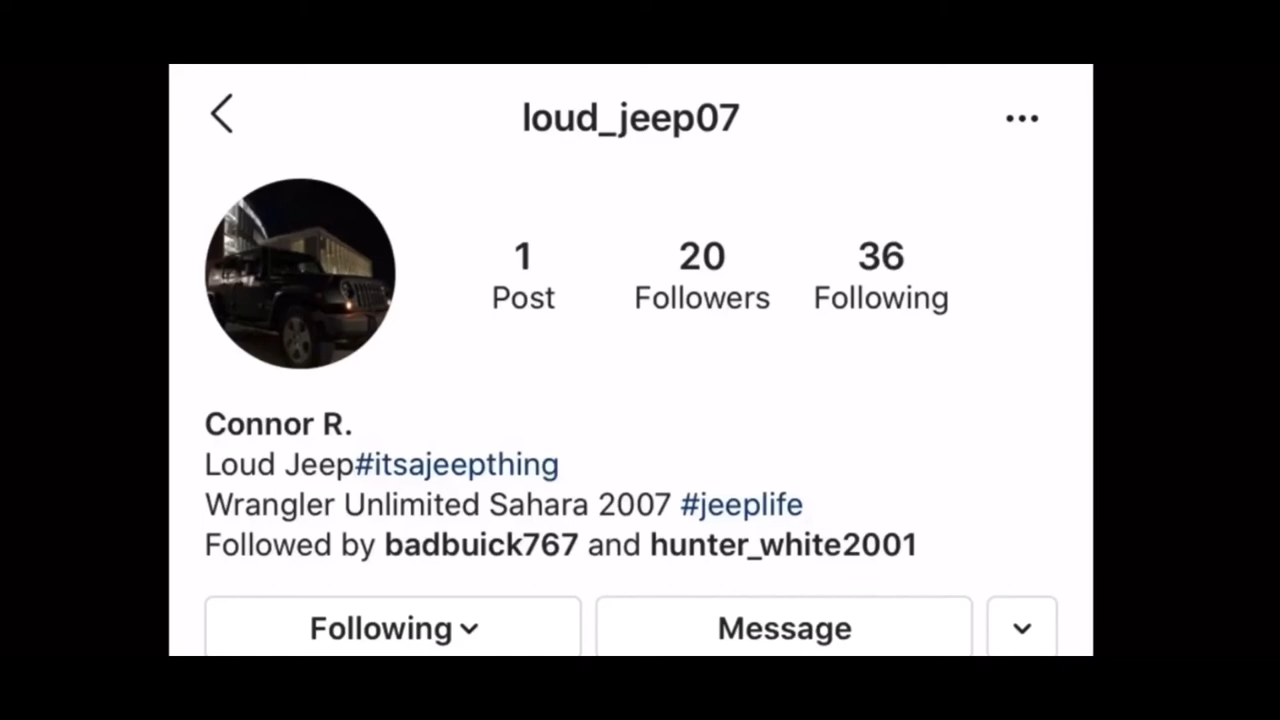 loud_jeep07
1 20 36
Post Followers Following
Connor R.
Loud Jeep#itsajeepthing
Wrangler Unlimited Sahara 2007 #jeeplife
Followed by badbuick767 and hunter_white2001
Following Message